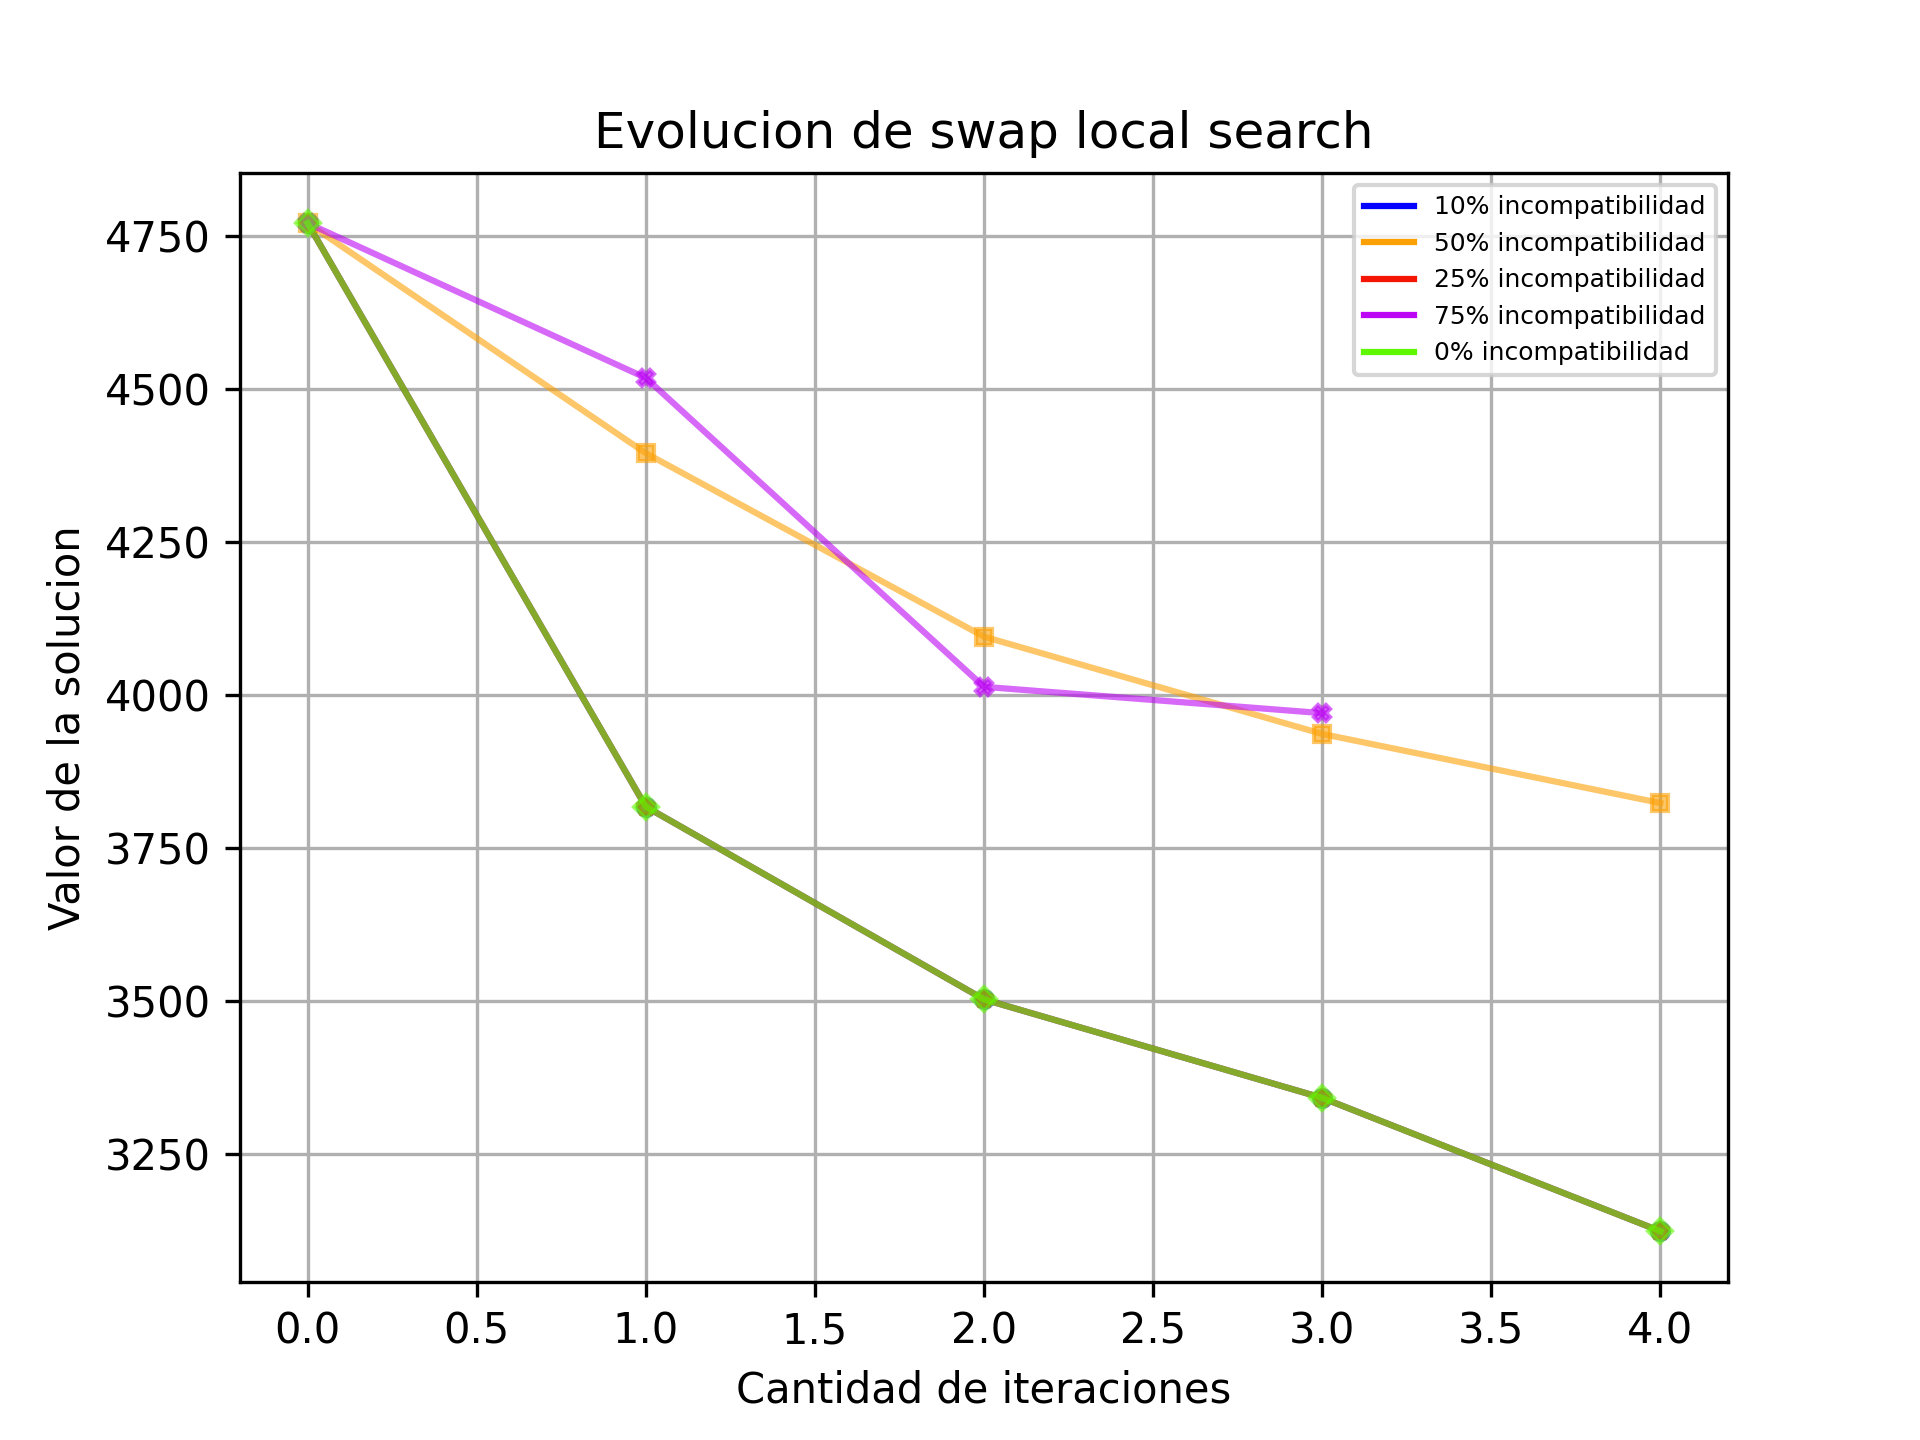 Evolucion de swap local search
10% incompatibilidad
50% incompatibilidad
25% incompatibilidad
75% incompatibilidad
0% incompatibilidad
Valor de la solucion
4750
4500
4250
4000
3750
3500
3250
0.0 0.5 1.0 1.5 2.0 2.5 3.0 3.5 4.0
Cantidad de iteraciones